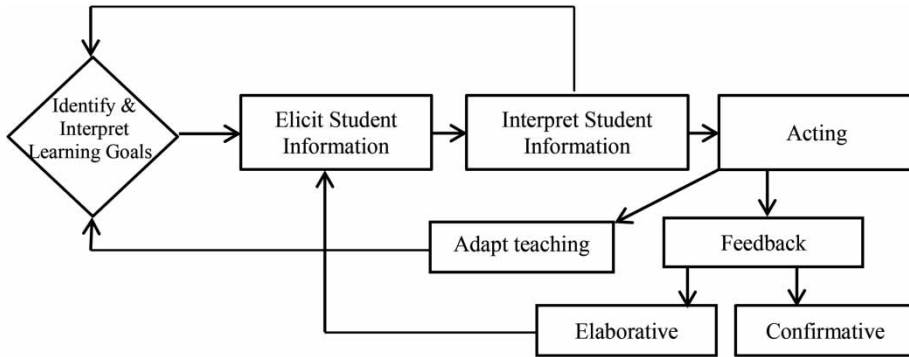 Identify &
Interpret
Learning Goals
Elicit Student
Information
Interpret Student
Information
Acting
Adapt teaching
Feedback
Elaborative
Confirmative